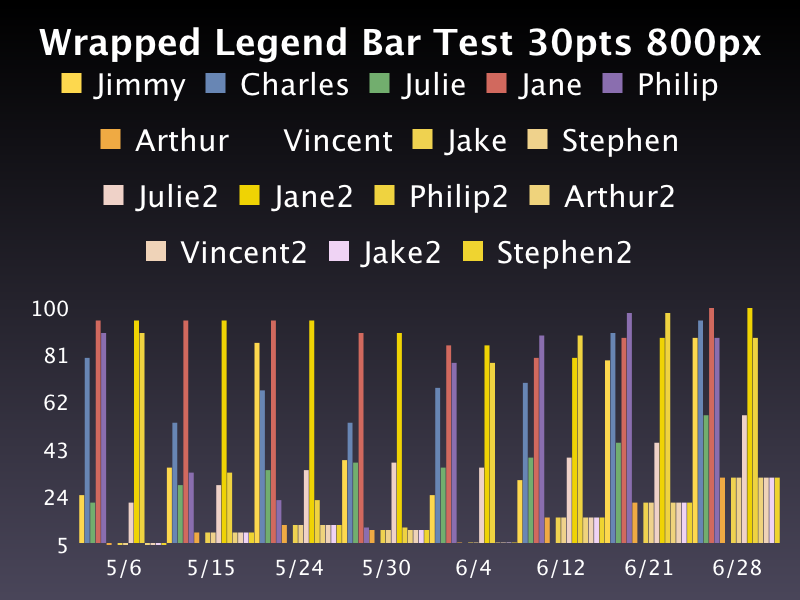 Wrapped Legend Bar Test 30pts 800px
Jimmy Charles Julie Jane Philip
Arthur Vincent Jake Stephen
Julie2 Jane2 Philip2 Arthur2
Vincent2 Jake2 Stephen2
100
81
62
43
24
5
5/6 5/15 5/24 5/30 6/4 6/12 6/21 6/28